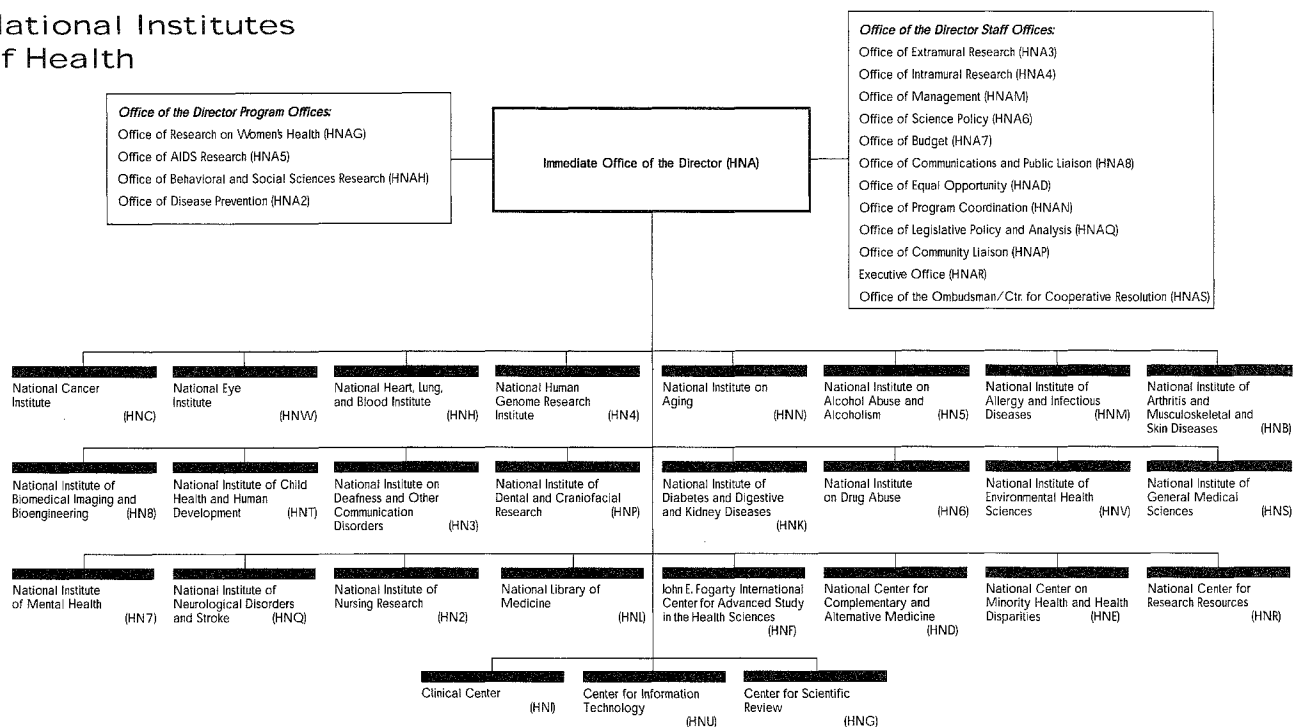 National Institutes
of Health
Office of the Director Program Offices:
Office of Research on Women's Health (HNAG)
Office of AIDS Research (HNA5)
Office of Behavioral and Social Sciences Research (HNAH)
Office of Disease Prevention (HNA2)
Immediate Office of the Director (HNA)
Office of the Director Staff Offices:
Office of Extramural Research (HNA3)
Office of Intramural Research (HNA4)
Office of Management (HNAM)
Office of Science Policy (HNA6)
Office of Budget (HNA7)
Office of Communications and Public Liaison (HNA8)
Office of Equal Opportunity (HNAD)
Office of Program Coordination (HNAN)
Office of Legislative Policy and Analysis (HNAQ)
Office of Community Liaison (HNAP)
Executive Office (HNAR)
Office of the Ombudsman/Ctr. for Cooperative Resolution (HNAS)
National Cancer
Institute
(HNC)
National Eye
Institute
(HNW)
National Heart, Lung,
and Blood Institute
(HNH)
National Human
Genome Research
Institute
(HN4)
National Institute on
Aging
(HNN)
National Institute on
Alcohol Abuse and
Alcoholism (HN5)
National Institute of
Allergy and Infectious
Diseases (HNM)
National Institute of
Arthritis and
Musculoskeletal and
Skin Diseases (HNB)
National Institute of
Biomedical Imaging and
Bioengineering (HN8)
National Institute of Child
Health and Human
Development (HNT)
National Institute on
Deafness and Other
Communication
Disorders (HN3)
National Institute of
Dental and Craniofacial
Research (HNP)
National Institute of
Diabetes and Digestive
and Kidney Diseases
(HNK)
National Institute
on Drug Abuse
(HN6)
National Institute of
Environmental Health
Sciences (HNV)
National Institute of
General Medical
Sciences (HNS)
National Institute
of Mental Health
(HN7)
National Institute of
Neurological Disorders
and Stroke (HNQ)
National Institute of
Nursing Research
(HN2)
National Library of
Medicine
(HNL)
John E. Fogarty International
Center for Advanced Study
in the Health Sciences
(HNF)
National Center for
Complementary and
Alternative Medicine
(HND)
National Center on
Minority Health and Health
Disparities (HNE)
National Center for
Research Resources
(HNR)
Clinical Center
(HNI)
Center for Information
Technology
(HNU)
Center for Scientific
Review
(HNG)